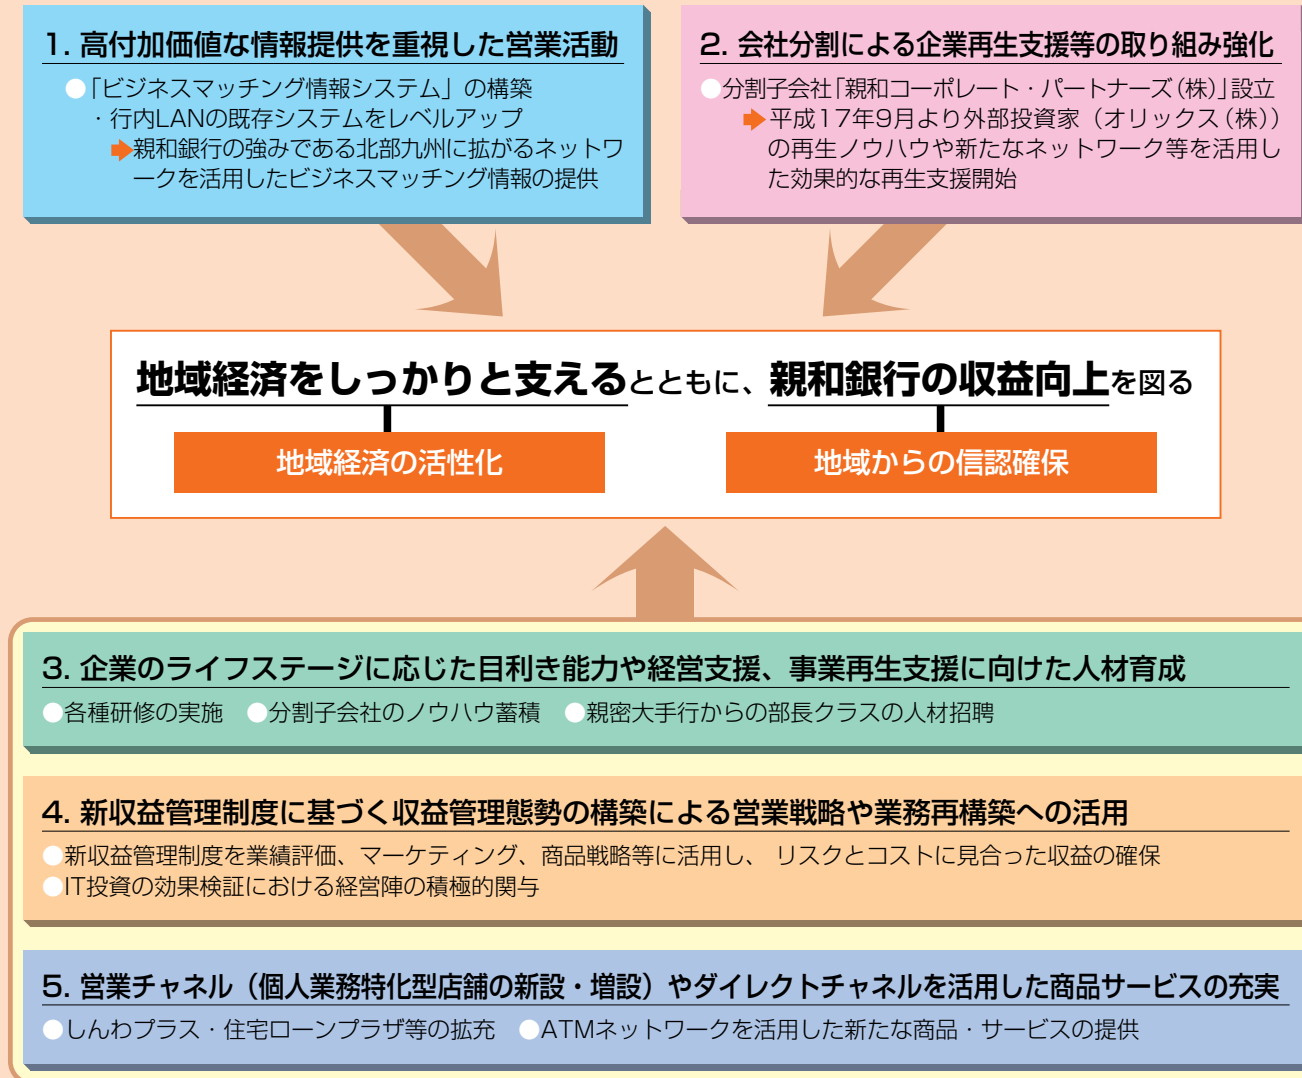 1. 高付加価値な情報提供を重視した営業活動
●「ビジネスマッチング情報システム」の構築
・行内LANの既存システムをレベルアップ
➡親和銀行の強みである北部九州に拡がるネットワ
ークを活用したビジネスマッチング情報の提供
2. 会社分割による企業再生支援等の取り組み強化
●分割子会社「親和コーポレート・パートナーズ(株)」設立
➡平成17年9月より外部投資家（オリックス(株)）
の再生ノウハウや新たなネットワーク等を活用し
た効果的な再生支援開始
地域経済をしっかりと支えるとともに、親和銀行の収益向上を図る
地域経済の活性化
地域からの信認確保
3. 企業のライフステージに応じた目利き能力や経営支援、事業再生支援に向けた人材育成
●各種研修の実施 ●分割子会社のノウハウ蓄積 ●親密大手行からの部長クラスの人材招聘
4. 新収益管理制度に基づく収益管理態勢の構築による営業戦略や業務再構築への活用
●新収益管理制度を業績評価、マーケティング、商品戦略等に活用し、 リスクとコストに見合った収益の確保
●IT投資の効果検証における経営陣の積極的関与
5. 営業チャネル（個人業務特化型店舗の新設・増設）やダイレクトチャネルを活用した商品サービスの充実
●しんわプラス・住宅ローンプラザ等の拡充 ●ATMネットワークを活用した新たな商品・サービスの提供